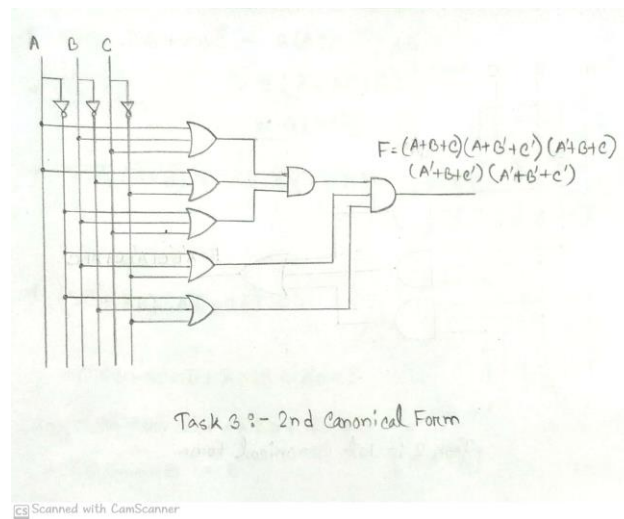 A B C
F=(A+B+C)(A+B'+C')(A'+B+C)
(A'+B+C')(A'+B'+C')
Task 3:- 2nd Canonical Form
CS Scanned with CamScanner